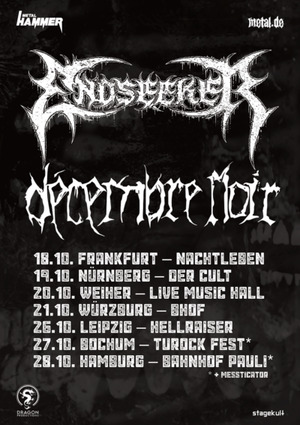 METAL HAMMER
metal.de
ENDSEEKER
décembre Noir
18.10. FRANKFURT – NACHTLEBEN
19.10. NÜRNBERG – DER CULT
20.10. WEIHER – LIVE MUSIC HALL
21.10. WÜRZBURG – BHOF
26.10. LEIPZIG – HELLRAISER
27.10. BOCHUM – TUROCK FEST*
28.10. HAMBURG – BAHNHOF PAULI*
* + MESSTICATOR
DRAGON
stagekult